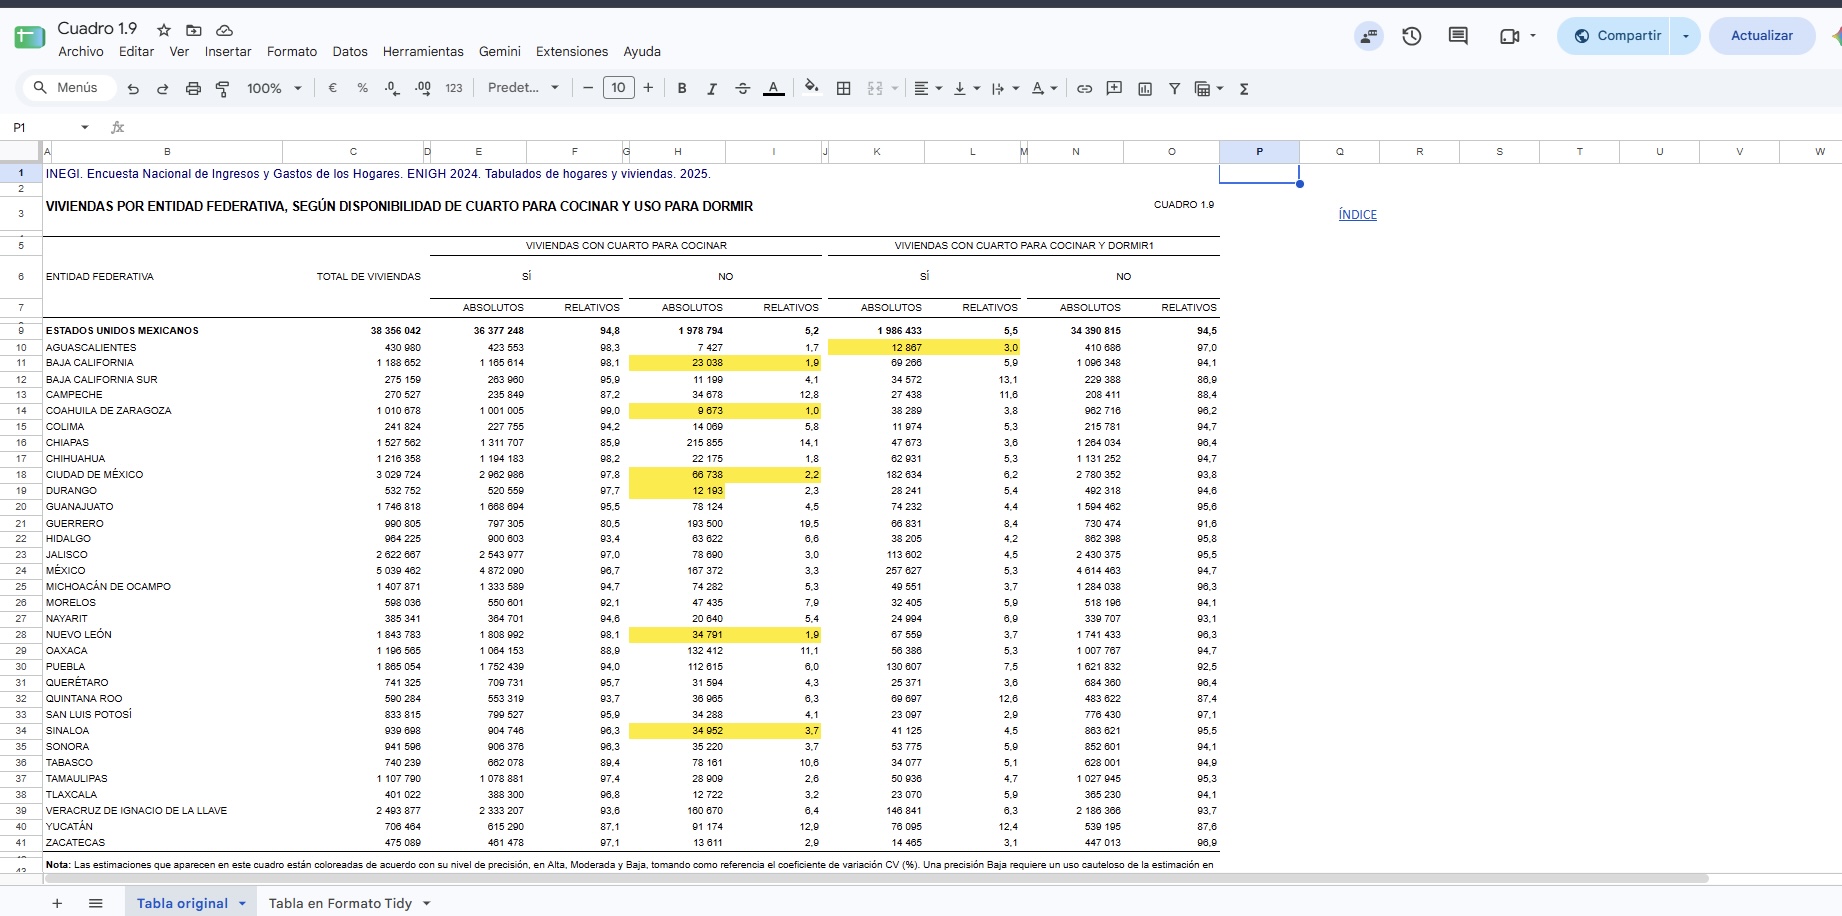 Cuadro 1.9
Archivo Editar Ver Insertar Formato Datos Herramientas Gemini Extensiones Ayuda
Compartir Actualizar
Menús 100% € % .0 .00 123 Predet... − 10 + B I A Σ
P1 fx
A B C D E F G H I J K L M N O P Q R S T U V W
1 INEGI. Encuesta Nacional de Ingresos y Gastos de los Hogares. ENIGH 2024. Tabulados de hogares y viviendas. 2025.
2
3 VIVIENDAS POR ENTIDAD FEDERATIVA, SEGÚN DISPONIBILIDAD DE CUARTO PARA COCINAR Y USO PARA DORMIR CUADRO 1.9 ÍNDICE
5 VIVIENDAS CON CUARTO PARA COCINAR VIVIENDAS CON CUARTO PARA COCINAR Y DORMIR1
6 ENTIDAD FEDERATIVA TOTAL DE VIVIENDAS SÍ NO SÍ NO
7 ABSOLUTOS RELATIVOS ABSOLUTOS RELATIVOS ABSOLUTOS RELATIVOS ABSOLUTOS RELATIVOS
9 ESTADOS UNIDOS MEXICANOS 38 356 042 36 377 248 94,8 1 978 794 5,2 1 986 433 5,5 34 390 815 94,5
10 AGUASCALIENTES 430 980 423 553 98,3 7 427 1,7 12 867 3,0 410 686 97,0
11 BAJA CALIFORNIA 1 188 652 1 165 614 98,1 23 038 1,9 69 266 5,9 1 096 348 94,1
12 BAJA CALIFORNIA SUR 275 159 263 960 95,9 11 199 4,1 34 572 13,1 229 388 86,9
13 CAMPECHE 270 527 235 849 87,2 34 678 12,8 27 438 11,6 208 411 88,4
14 COAHUILA DE ZARAGOZA 1 010 678 1 001 005 99,0 9 673 1,0 38 289 3,8 962 716 96,2
15 COLIMA 241 824 227 755 94,2 14 069 5,8 11 974 5,3 215 781 94,7
16 CHIAPAS 1 527 562 1 311 707 85,9 215 855 14,1 47 673 3,6 1 264 034 96,4
17 CHIHUAHUA 1 216 358 1 194 183 98,2 22 175 1,8 62 931 5,3 1 131 252 94,7
18 CIUDAD DE MÉXICO 3 029 724 2 962 986 97,8 66 738 2,2 182 634 6,2 2 780 352 93,8
19 DURANGO 532 752 520 559 97,7 12 193 2,3 28 241 5,4 492 318 94,6
20 GUANAJUATO 1 746 818 1 668 694 95,5 78 124 4,5 74 232 4,4 1 594 462 95,6
21 GUERRERO 990 805 797 305 80,5 193 500 19,5 66 831 8,4 730 474 91,6
22 HIDALGO 964 225 900 603 93,4 63 622 6,6 38 205 4,2 862 398 95,8
23 JALISCO 2 622 667 2 543 977 97,0 78 690 3,0 113 602 4,5 2 430 375 95,5
24 MÉXICO 5 039 462 4 872 090 96,7 167 372 3,3 257 627 5,3 4 614 463 94,7
25 MICHOACÁN DE OCAMPO 1 407 871 1 333 589 94,7 74 282 5,3 49 551 3,7 1 284 038 96,3
26 MORELOS 598 036 550 601 92,1 47 435 7,9 32 405 5,9 518 196 94,1
27 NAYARIT 385 341 364 701 94,6 20 640 5,4 24 994 6,9 339 707 93,1
28 NUEVO LEÓN 1 843 783 1 808 992 98,1 34 791 1,9 67 559 3,7 1 741 433 96,3
29 OAXACA 1 196 565 1 064 153 88,9 132 412 11,1 56 386 5,3 1 007 767 94,7
30 PUEBLA 1 865 054 1 752 439 94,0 112 615 6,0 130 607 7,5 1 621 832 92,5
31 QUERÉTARO 741 325 709 731 95,7 31 594 4,3 25 371 3,6 684 360 96,4
32 QUINTANA ROO 590 284 553 319 93,7 36 965 6,3 69 697 12,6 483 622 87,4
33 SAN LUIS POTOSÍ 833 815 799 527 95,9 34 288 4,1 23 097 2,9 776 430 97,1
34 SINALOA 939 698 904 746 96,3 34 952 3,7 41 125 4,5 863 621 95,5
35 SONORA 941 596 906 376 96,3 35 220 3,7 53 775 5,9 852 601 94,1
36 TABASCO 740 239 662 078 89,4 78 161 10,6 34 077 5,1 628 001 94,9
37 TAMAULIPAS 1 107 790 1 078 881 97,4 28 909 2,6 50 936 4,7 1 027 945 95,3
38 TLAXCALA 401 022 388 300 96,8 12 722 3,2 23 070 5,9 365 230 94,1
39 VERACRUZ DE IGNACIO DE LA LLAVE 2 493 877 2 333 207 93,6 160 670 6,4 146 841 6,3 2 186 366 93,7
40 YUCATÁN 706 464 615 290 87,1 91 174 12,9 76 095 12,4 539 195 87,6
41 ZACATECAS 475 089 461 478 97,1 13 611 2,9 14 465 3,1 447 013 96,9
Nota: Las estimaciones que aparecen en este cuadro están coloreadas de acuerdo con su nivel de precisión, en Alta, Moderada y Baja, tomando como referencia el coeficiente de variación CV (%). Una precisión Baja requiere un uso cauteloso de la estimación en
+ Tabla original Tabla en Formato Tidy